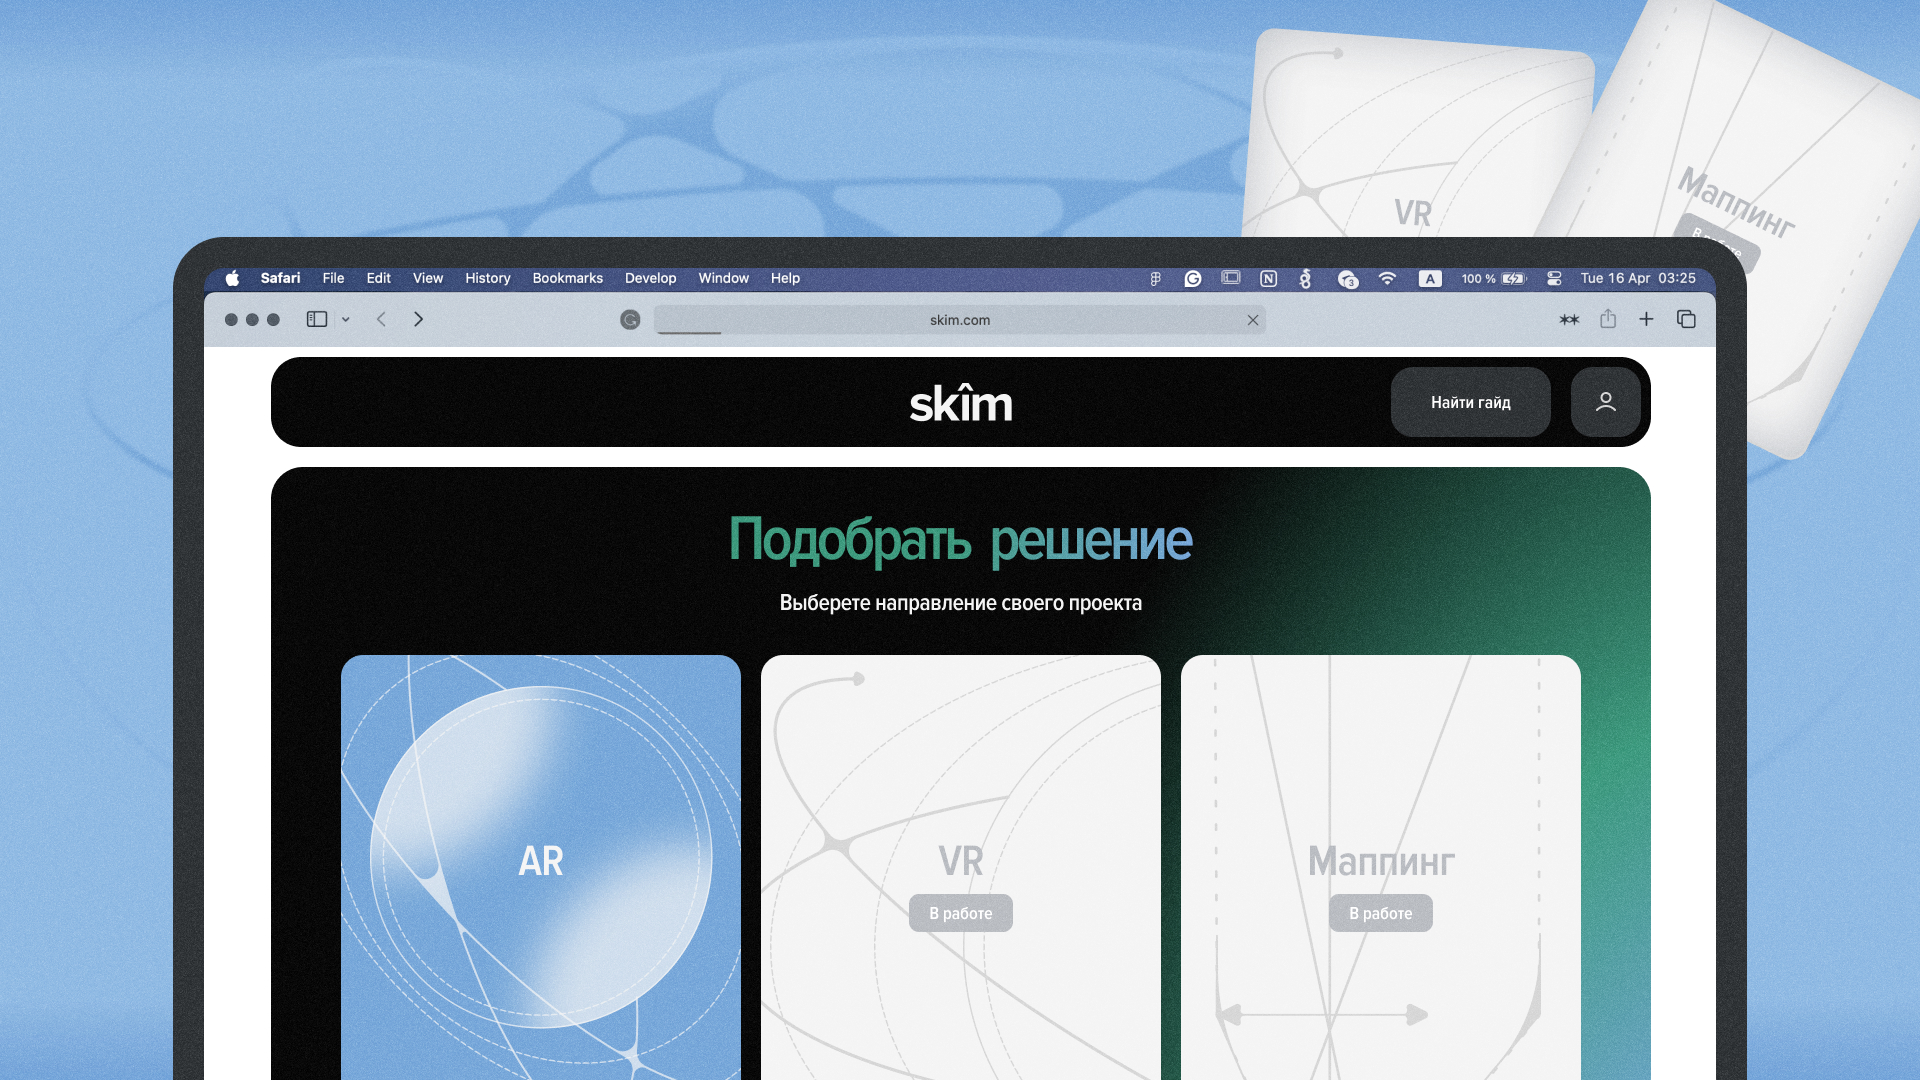 VR
Маппинг
В работе
Safari File Edit View History Bookmarks Develop Window Help 3 A 100 % Tue 16 Apr 03:25
skim.com
skîm
Найти гайд
Подобрать решение
Выберете направление своего проекта
AR
VR
Маппинг
В работе
В работе